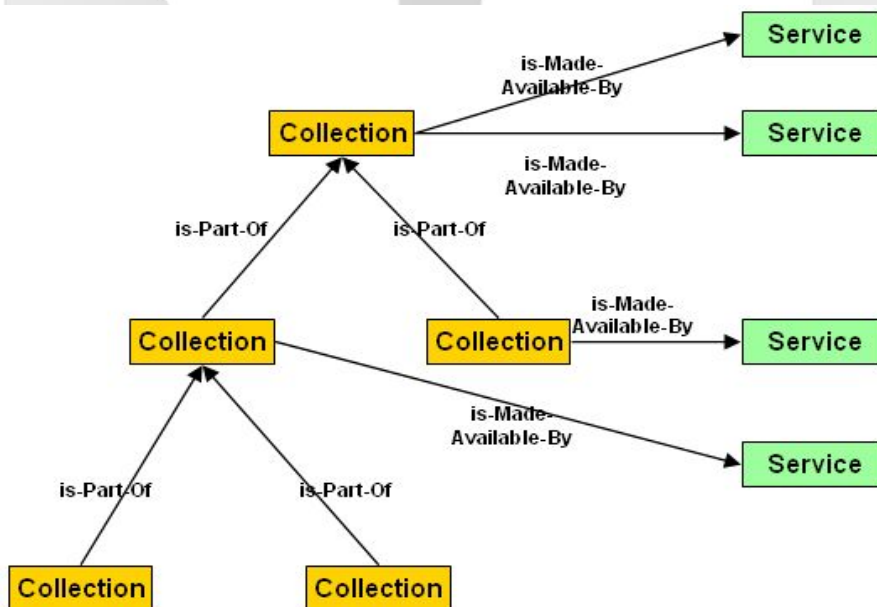 Service
is-Made-
Available-By
Collection
Service
is-Made-
Available-By
is-Part-Of
is-Part-Of
is-Made-
Available-By
Collection
Collection
Service
is-Made-
Available-By
Service
is-Part-Of
is-Part-Of
Collection
Collection